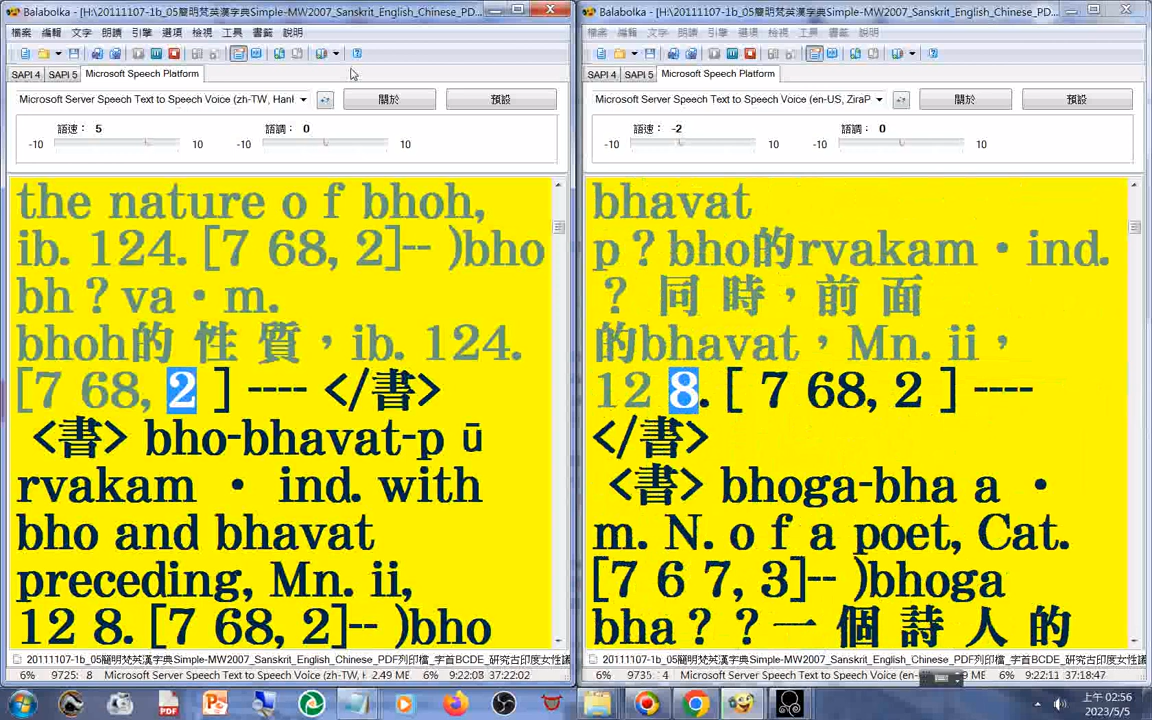 Balabolka - [H:\20111107-1b_05簡明梵英漢字典Simple-MW2007_Sanskrit_English_Chinese_PD...
檔案 編輯 文字 朗讀 引擎 選項 檢視 工具 書籤 說明
SAPI 4 SAPI 5 Microsoft Speech Platform
Microsoft Server Speech Text to Speech Voice (zh-TW, Hanl
關於 預設
語速： 5 語調： 0
-10 10 -10 10
the nature o f bhoh,
ib. 124. [7 68, 2]-- )bho
bh？va・m.
bhoh的 性 質，ib. 124.
[7 68, 2 ] ---- </書>
<書> bho-bhavat-p ū
rvakam ・ ind. with
bho and bhavat
preceding, Mn. ii,
12 8. [7 68, 2]-- )bho
20111107-1b_05簡明梵英漢字典Simple-MW2007_Sanskrit_English_Chinese_PDF列印檔_字首BCDE_研究古印度女性議
6% 9725: 8 Microsoft Server Speech Text to Speech Voice (zh-TW, H 2.49 ME 6% 9:22:03 37:22:02
Balabolka - [H:\20111107-1b_05簡明梵英漢字典Simple-MW2007_Sanskrit_English_Chinese_PD...
檔案 編輯 文字 朗讀 引擎 選項 檢視 工具 書籤 說明
SAPI 4 SAPI 5 Microsoft Speech Platform
Microsoft Server Speech Text to Speech Voice (en-US, ZiraP
關於 預設
語速： -2 語調： 0
-10 10 -10 10
bhavat
p？bho的rvakam・ind.
？ 同 時，前 面
的bhavat，Mn. ii，
12 8. [ 7 68, 2 ] ----
</書>
<書> bhoga-bha a ・
m. N. o f a poet, Cat.
[7 6 7, 3]-- )bhoga
bha？？一 個 詩 人 的
20111107-1b_05簡明梵英漢字典Simple-MW2007_Sanskrit_English_Chinese_PDF列印檔_字首BCDE_研究古印度女性議
6% 9735: 4 Microsoft Server Speech Text to Speech Voice (en- ME 6% 9:22:11 37:18:47
上午 02:56
2023/5/5